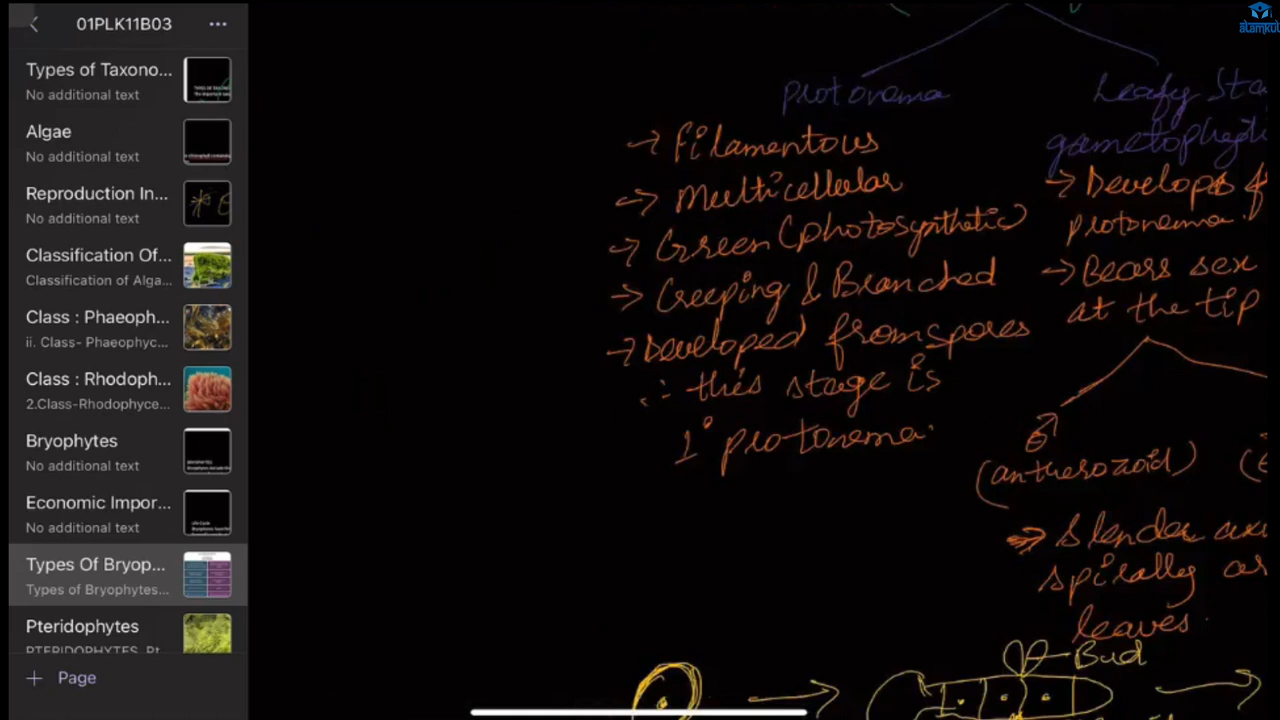 01PLK11B03
Types of Taxono...
No additional text
Algae
No additional text
Reproduction In...
No additional text
Classification Of...
Classification of Alga...
Class : Phaeoph...
ii. Class- Phaeophyc...
Class : Rhodoph...
2.Class-Rhodophyce...
Bryophytes
No additional text
Economic Impor...
No additional text
Types Of Bryop...
Types of Bryophytes...
Pteridophytes
PTERIDOPHYTES
+ Page
protonema
→ Filamentous
→ Multicellular
→ Green (photosynthetic)
→ Creeping & Branched
→ Developed from spores
∴ this stage is
1° protonema.
Leafy Sta
gametophyti
→ Develops f
protonema.
→ Bears sex
at the tip
♂
(antherozoid)
→ Slender axi
spirally
leaves
Bud
alamkul